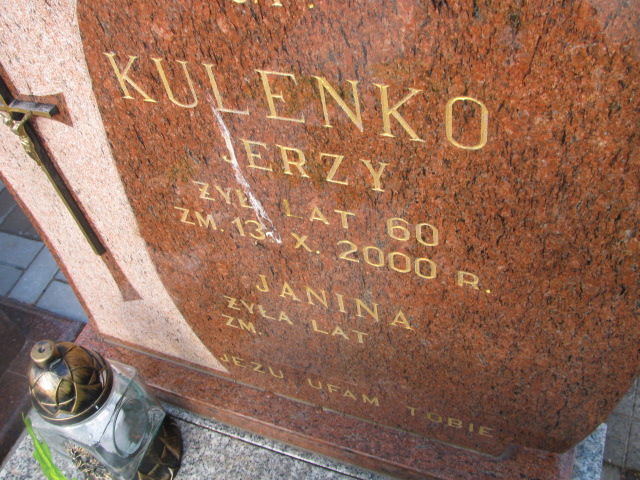 Ś.P.
KULENKO
JERZY
ŻYŁ LAT 60
ZM. 13. X. 2000 R.
JANINA
ŻYŁA LAT
ZM.
JEZU UFAM TOBIE